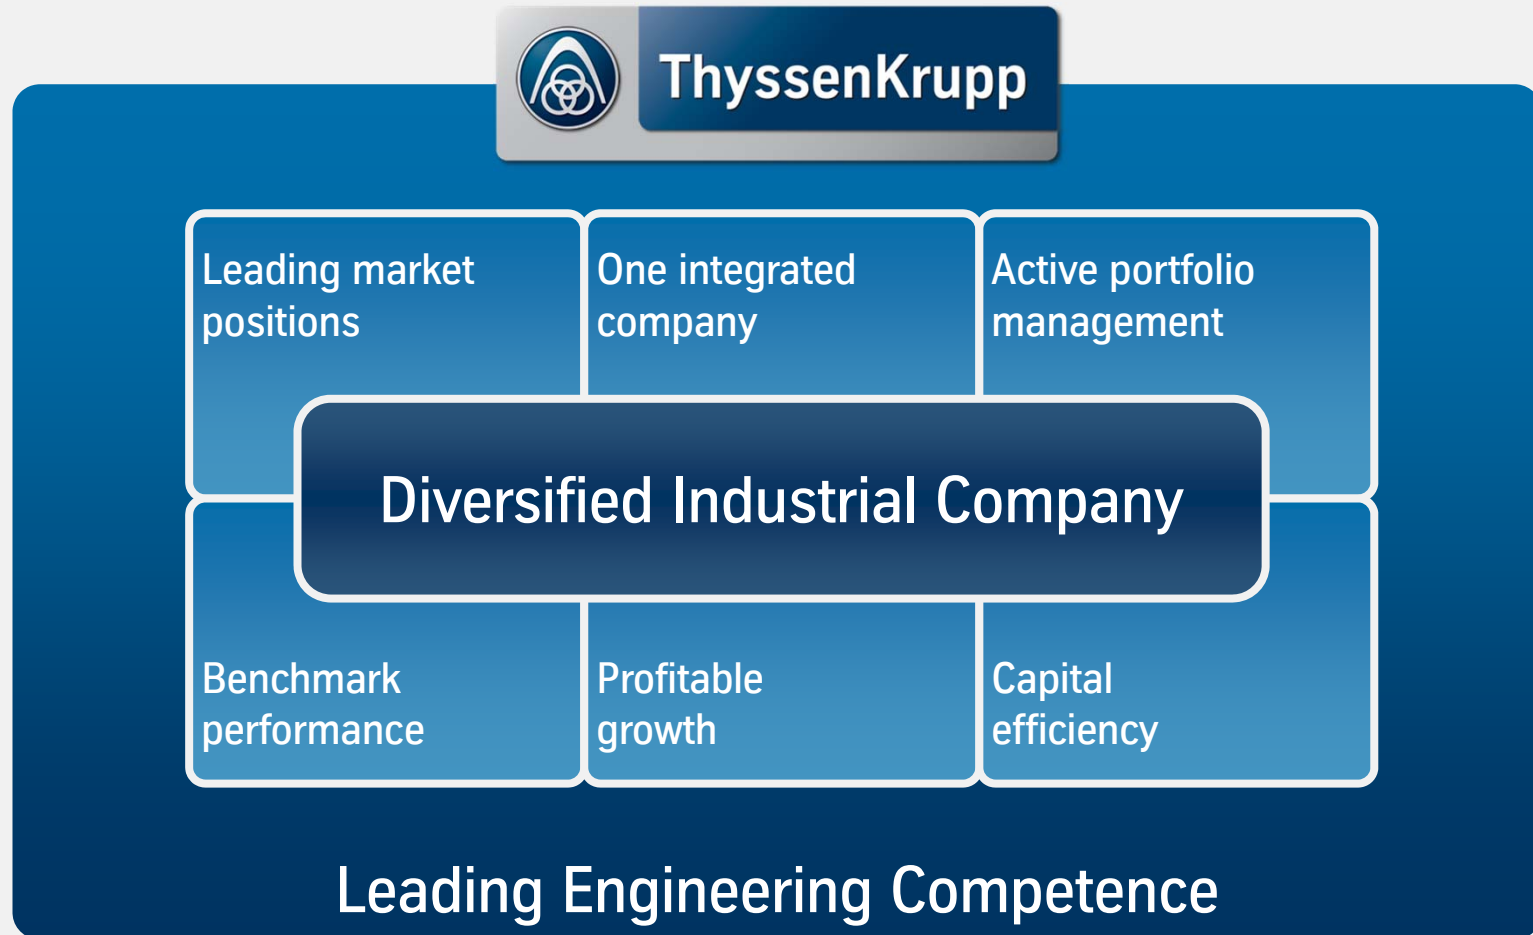 ThyssenKrupp
Leading market
positions
One integrated
company
Active portfolio
management
Diversified Industrial Company
Benchmark
performance
Profitable
growth
Capital
efficiency
Leading Engineering Competence